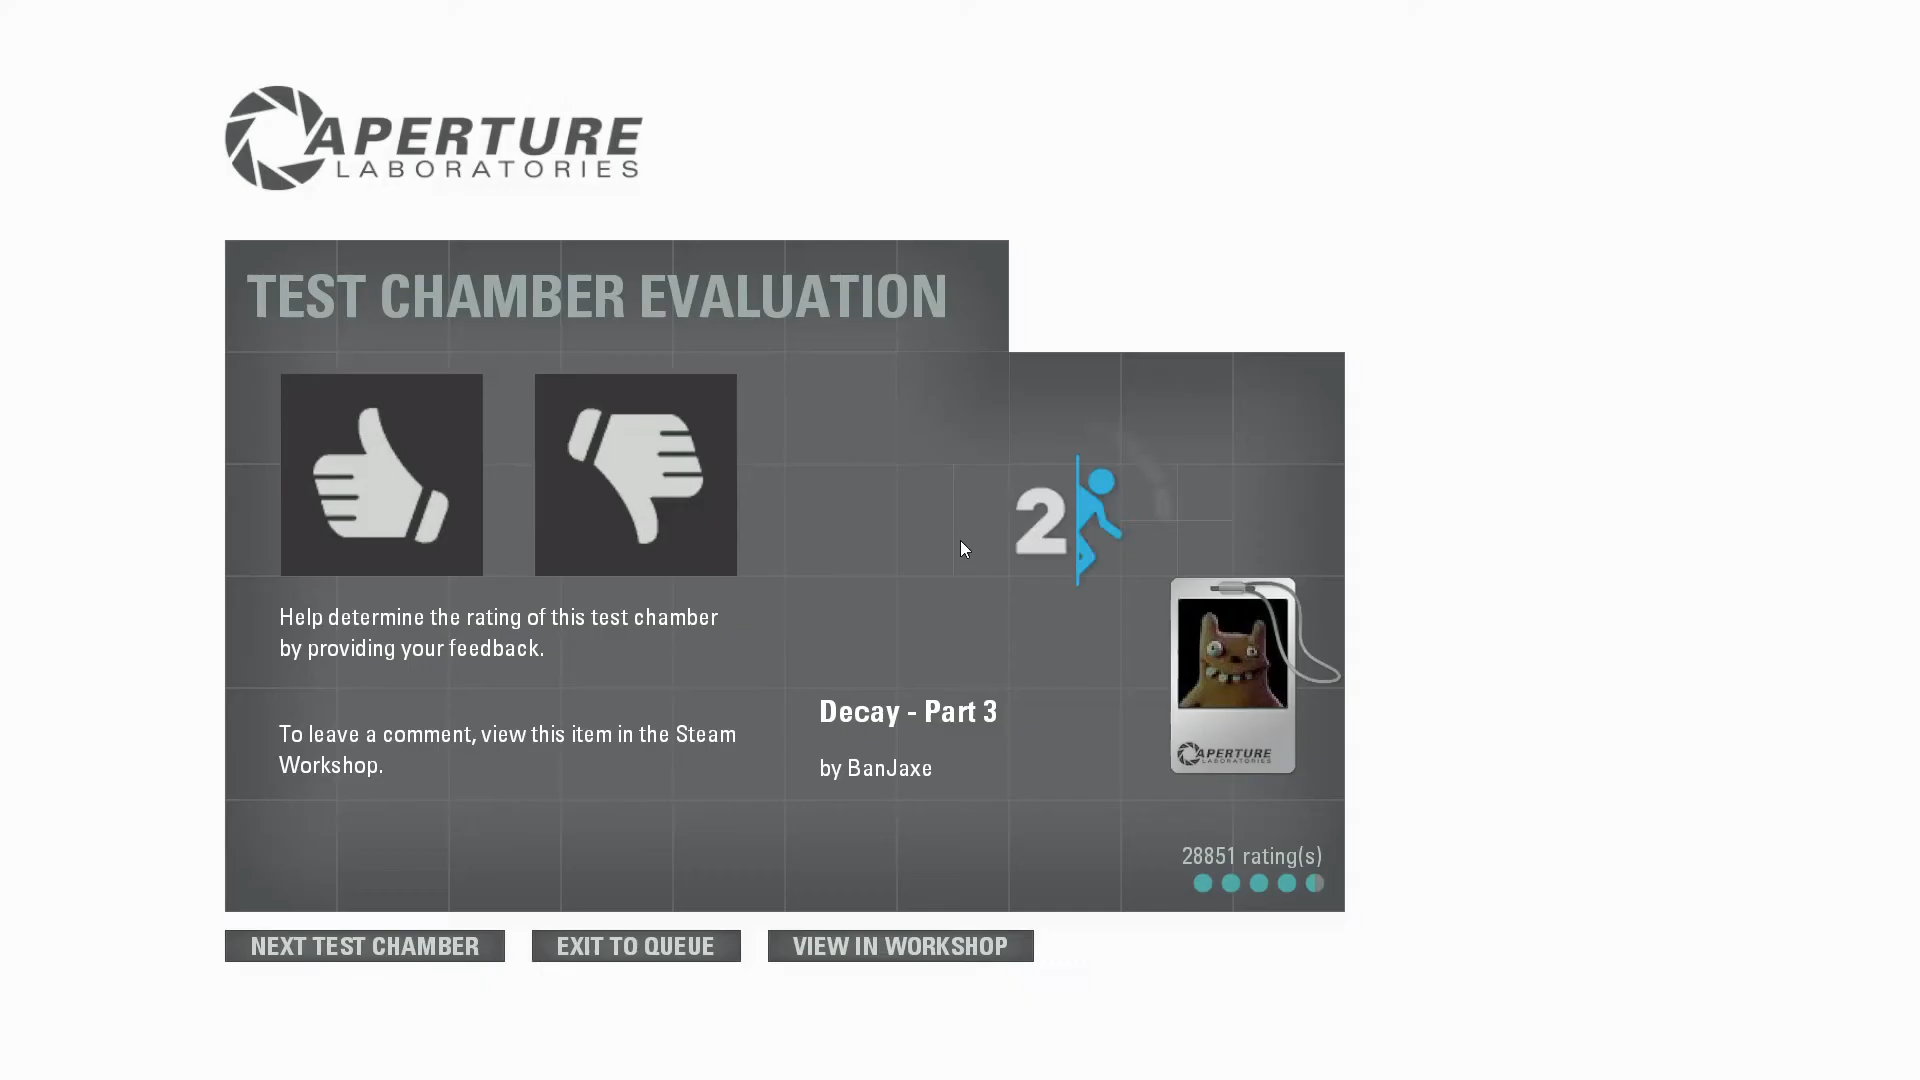 APERTURE
LABORATORIES
TEST CHAMBER EVALUATION
2
Help determine the rating of this test chamber
by providing your feedback.
To leave a comment, view this item in the Steam
Workshop.
Decay - Part 3
by BanJaxe
APERTURE
LABORATORIES
28851 rating(s)
NEXT TEST CHAMBER
EXIT TO QUEUE
VIEW IN WORKSHOP